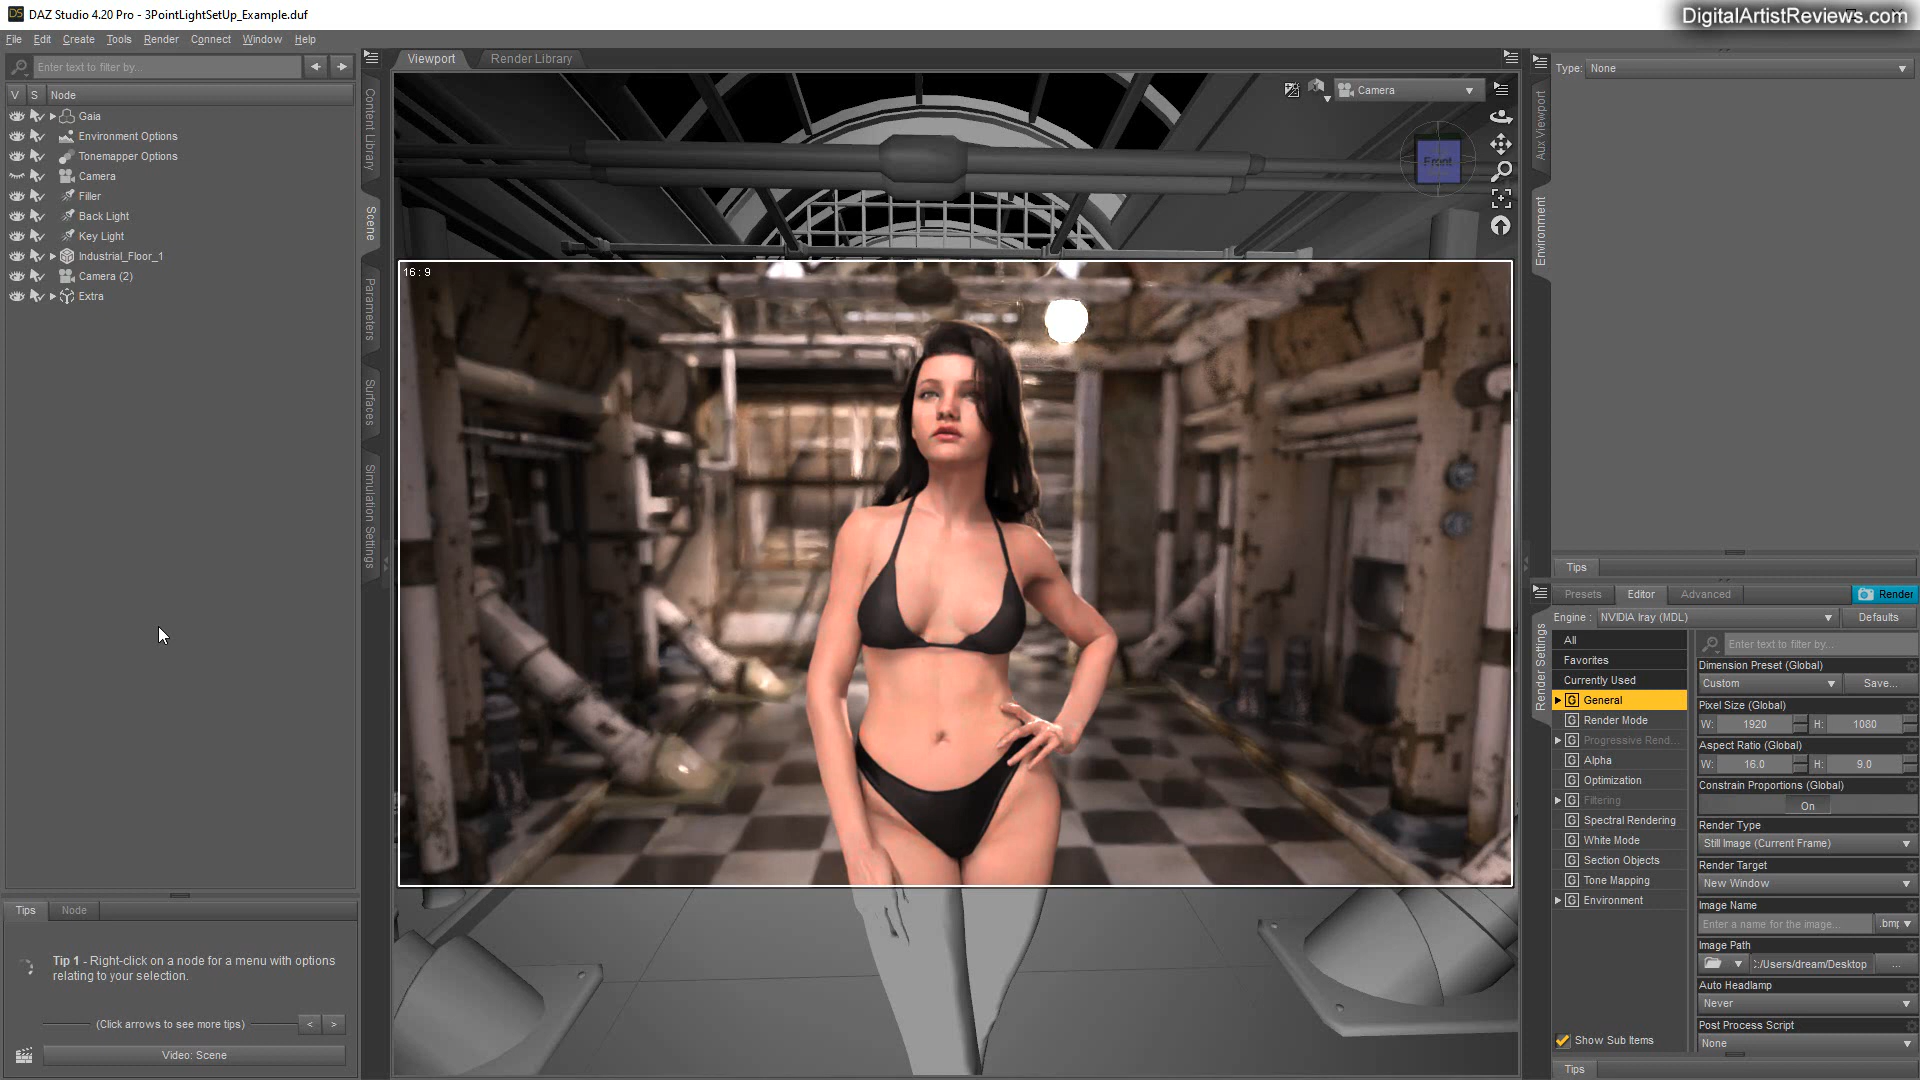 DAZ Studio 4.20 Pro - 3PointLightSetUp_Example.duf
DigitalArtistReviews.com
File Edit Create Tools Render Connect Window Help
Enter text to filter by...
V S Node
Gaia
Environment Options
Tonemapper Options
Camera
Filler
Back Light
Key Light
Industrial_Floor_1
Camera (2)
Extra
Tips Node
Tip 1 - Right-click on a node for a menu with options
relating to your selection.
(Click arrows to see more tips) < >
Video: Scene
Content Library
Scene
Parameters
Surfaces
Simulation Settings
Viewport Render Library
Camera
Front
16 : 9
Aux Viewport
Environment
Type: None
Tips
Render Settings
Presets Editor Advanced Render
Engine : NVIDIA Iray (MDL) Defaults
All
Favorites
Currently Used
General
Render Mode
Progressive Rend...
Alpha
Optimization
Filtering
Spectral Rendering
White Mode
Section Objects
Tone Mapping
Environment
Show Sub Items
Enter text to filter by...
Dimension Preset (Global)
Custom Save...
Pixel Size (Global)
W: 1920 H: 1080
Aspect Ratio (Global)
W: 16.0 H: 9.0
Constrain Proportions (Global)
On
Render Type
Still Image (Current Frame)
Render Target
New Window
Image Name
Enter a name for the image... .bmp
Image Path
:/Users/dream/Desktop ...
Auto Headlamp
Never
Post Process Script
None
Tips